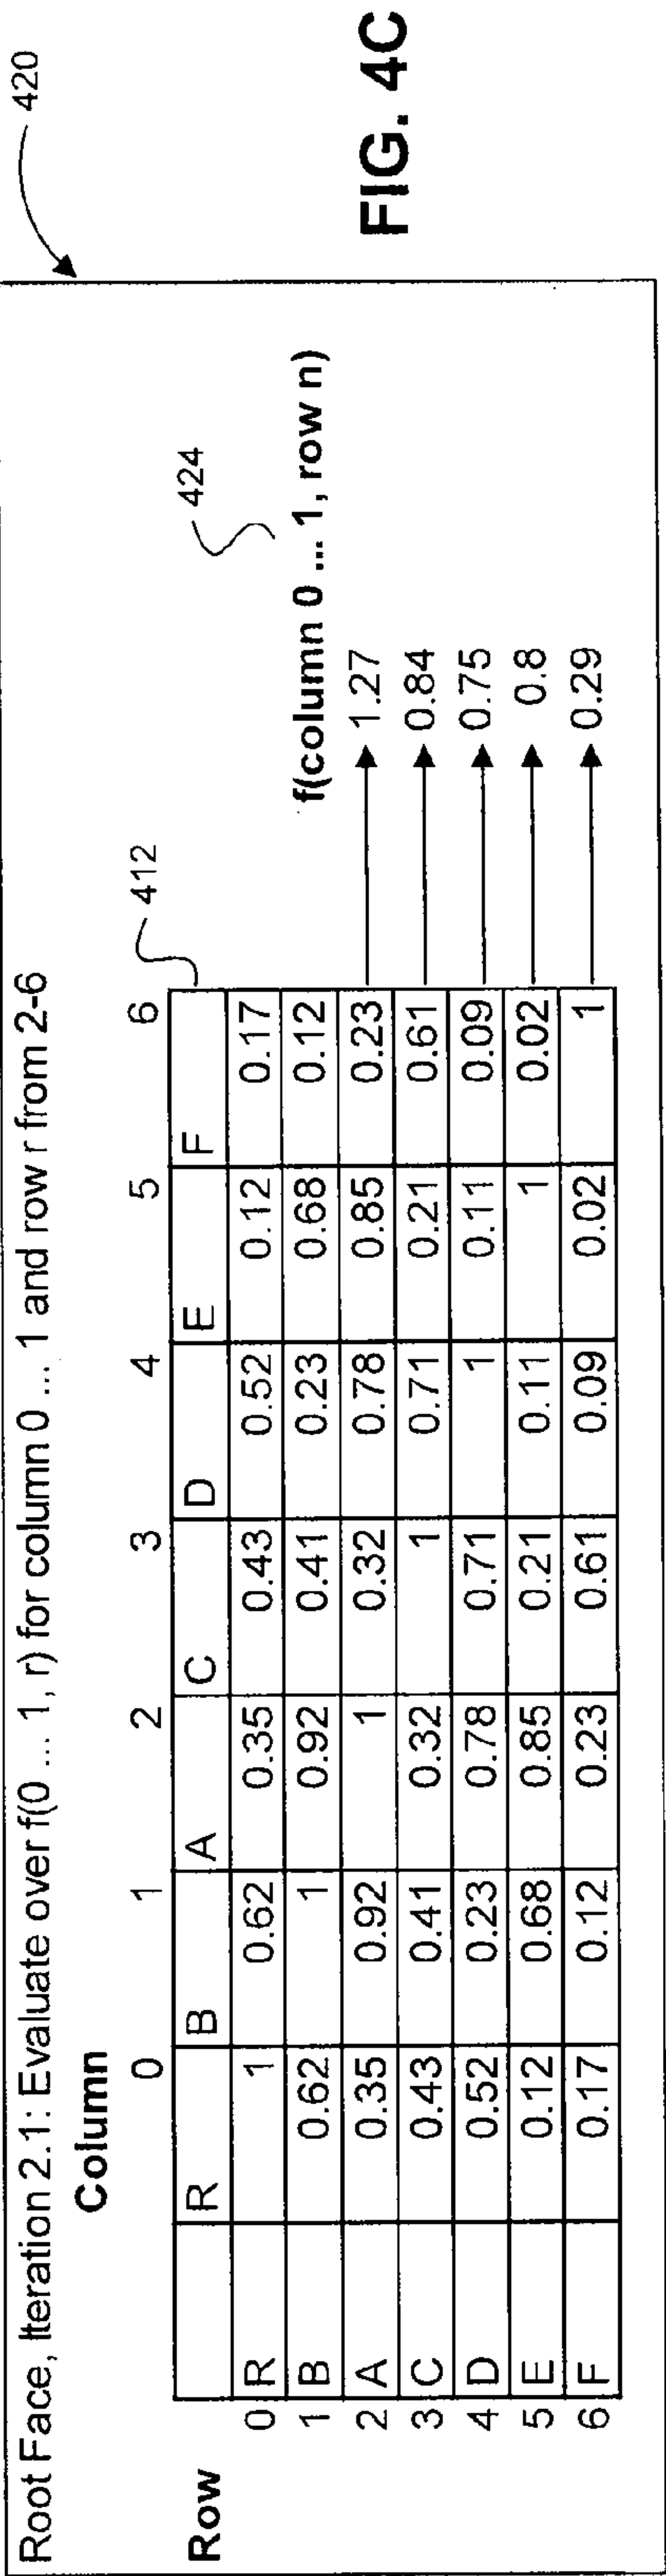 Root Face, Iteration 2.1: Evaluate over f(0 ... 1, r) for column 0 ... 1 and row r from 2-6
420
Column
0 1 2 3 4 5 6
412
R B A C D E F
424
Row
f(column 0 ... 1, row n)
0 R 1 0.62 0.35 0.43 0.52 0.12 0.17
1 B 0.62 1 0.92 0.41 0.23 0.68 0.12
2 A 0.35 0.92 1 0.32 0.78 0.85 0.23 1.27
3 C 0.43 0.41 0.32 1 0.71 0.21 0.61 0.84
4 D 0.52 0.23 0.78 0.71 1 0.11 0.09 0.75
5 E 0.12 0.68 0.85 0.21 0.11 1 0.02 0.8
6 F 0.17 0.12 0.23 0.61 0.09 0.02 1 0.29
FIG. 4C